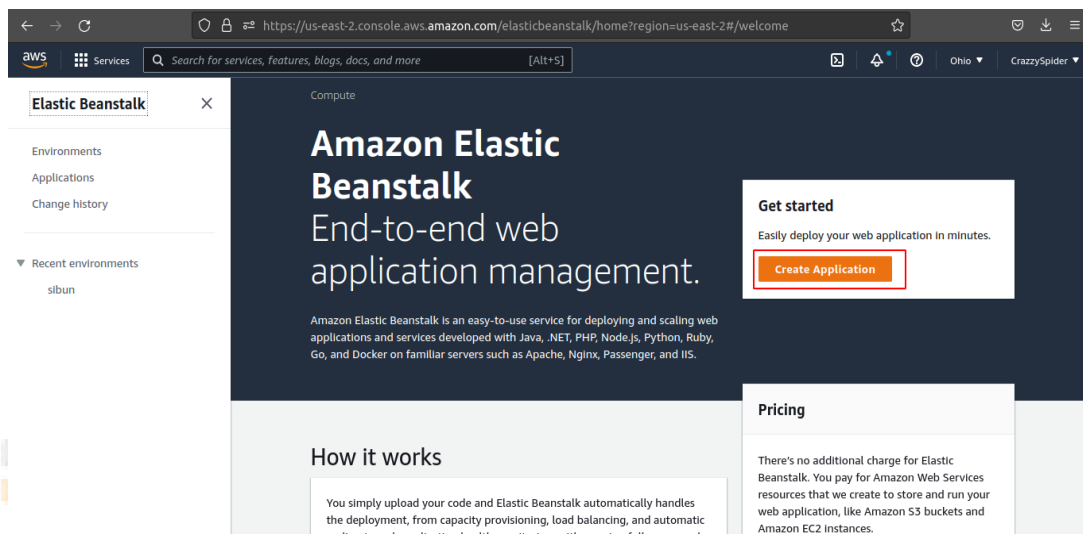 https://us-east-2.console.aws.amazon.com/elasticbeanstalk/home?region=us-east-2#/welcome
aws
Services
Search for services, features, blogs, docs, and more
[Alt+S]
Ohio ▼
CrazzySpider ▼
Elastic Beanstalk
Environments
Applications
Change history
▼ Recent environments
sibun
Compute
Amazon Elastic
Beanstalk
End-to-end web
application management.
Amazon Elastic Beanstalk is an easy-to-use service for deploying and scaling web
applications and services developed with Java, .NET, PHP, Node.js, Python, Ruby,
Go, and Docker on familiar servers such as Apache, Nginx, Passenger, and IIS.
Get started
Easily deploy your web application in minutes.
Create Application
How it works
You simply upload your code and Elastic Beanstalk automatically handles
the deployment, from capacity provisioning, load balancing, and automatic
Pricing
There's no additional charge for Elastic
Beanstalk. You pay for Amazon Web Services
resources that we create to store and run your
web application, like Amazon S3 buckets and
Amazon EC2 instances.